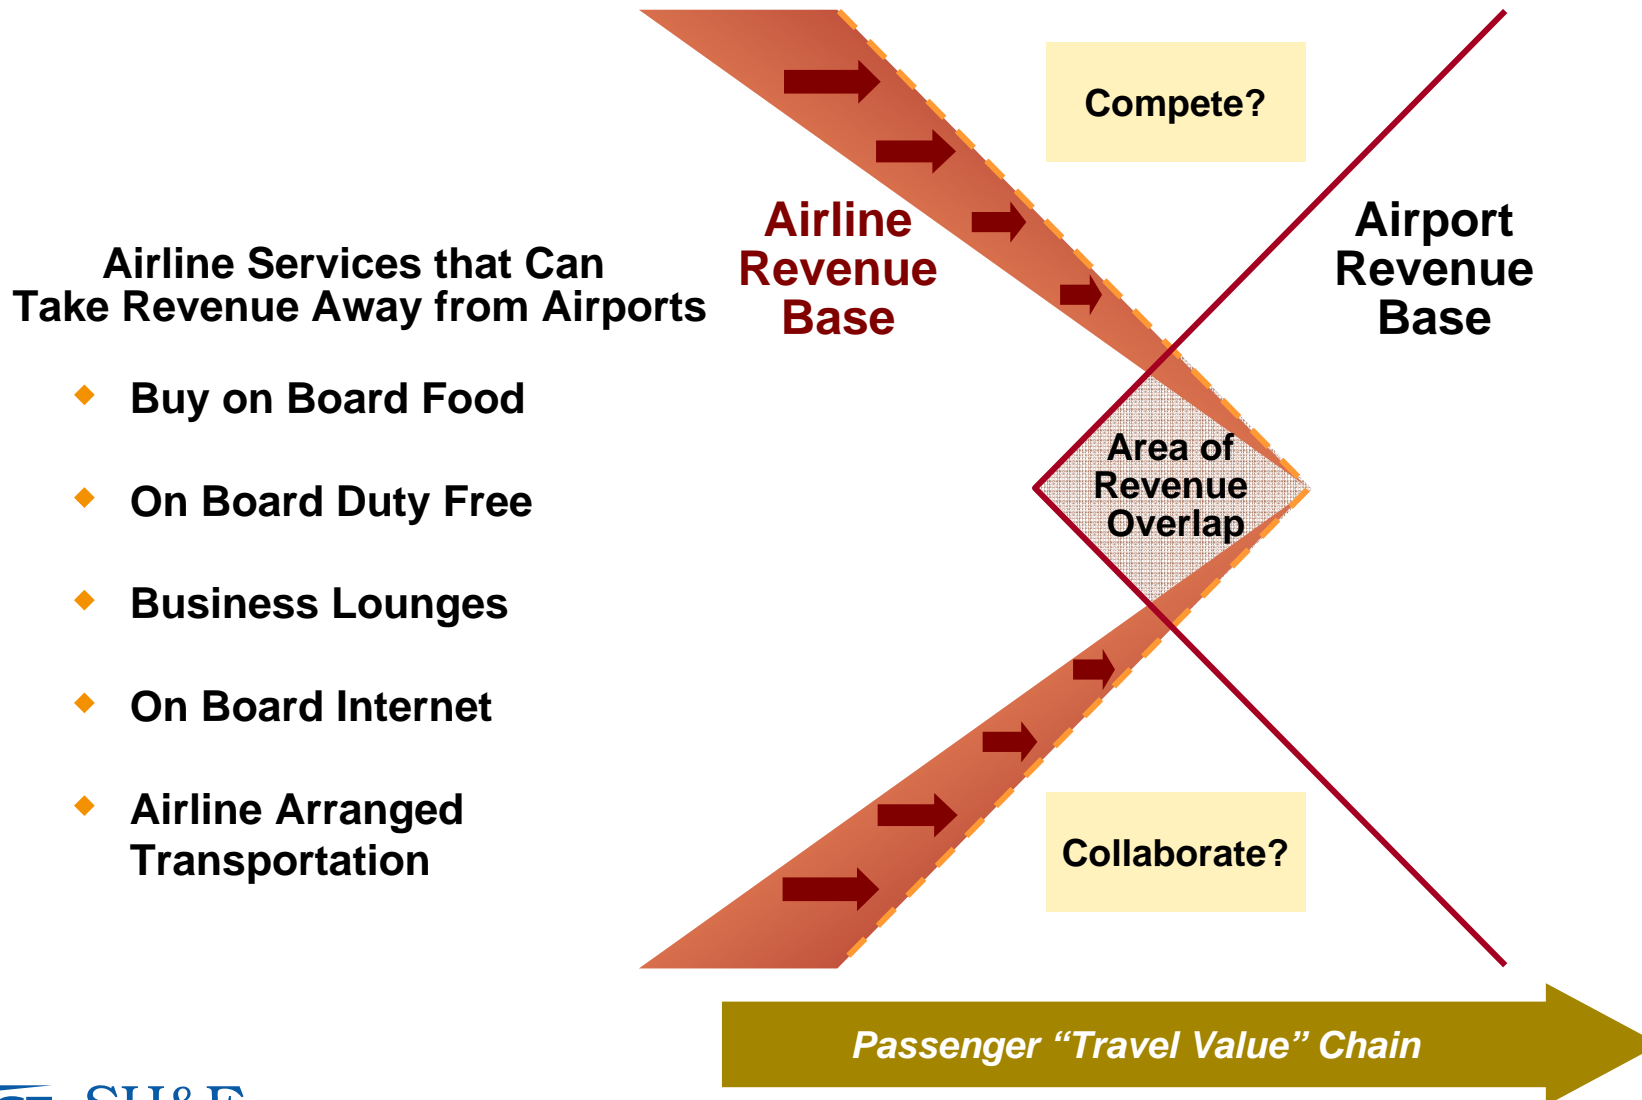 Airline Services that Can
Take Revenue Away from Airports
Buy on Board Food
On Board Duty Free
Business Lounges
On Board Internet
Airline Arranged
Transportation
Airline
Revenue
Base
Compete?
Airport
Revenue
Base
Area of
Revenue
Overlap
Collaborate?
Passenger “Travel Value” Chain
SH&E